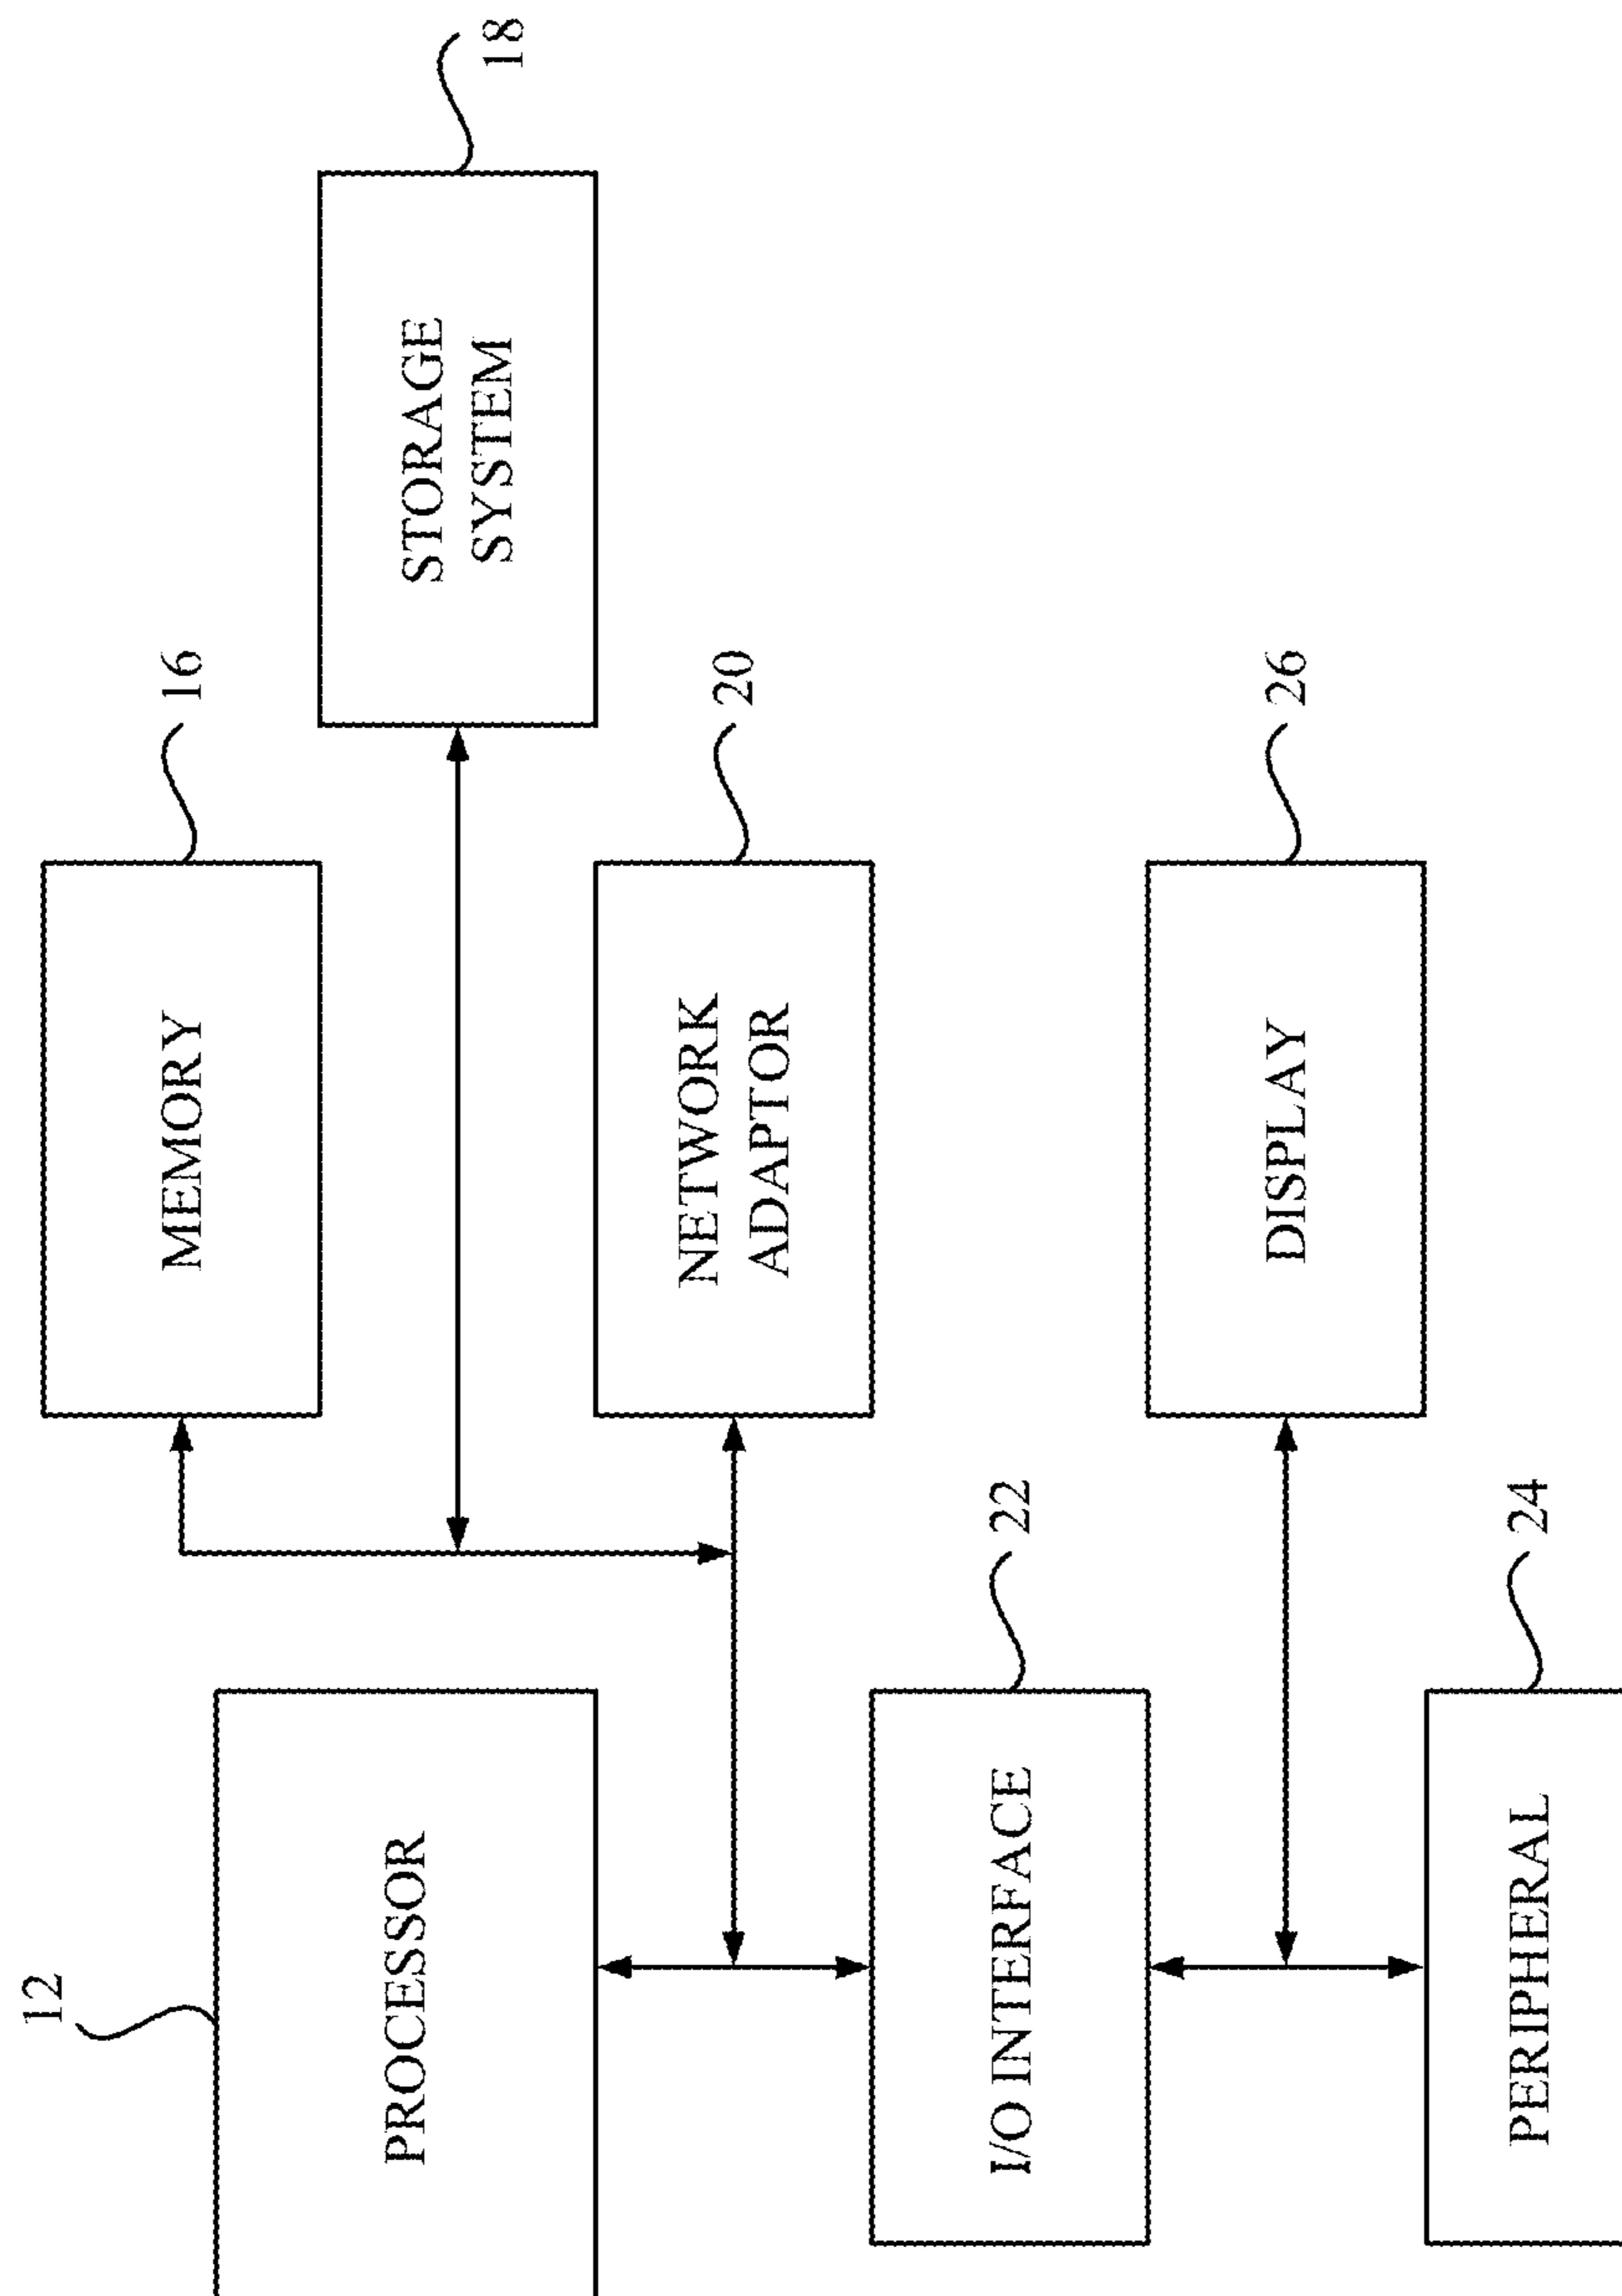 12
PROCESSOR
MEMORY
16
STORAGE
SYSTEM
18
NETWORK
ADAPTOR
20
I/O INTERFACE
22
DISPLAY
26
PERIPHERAL
24